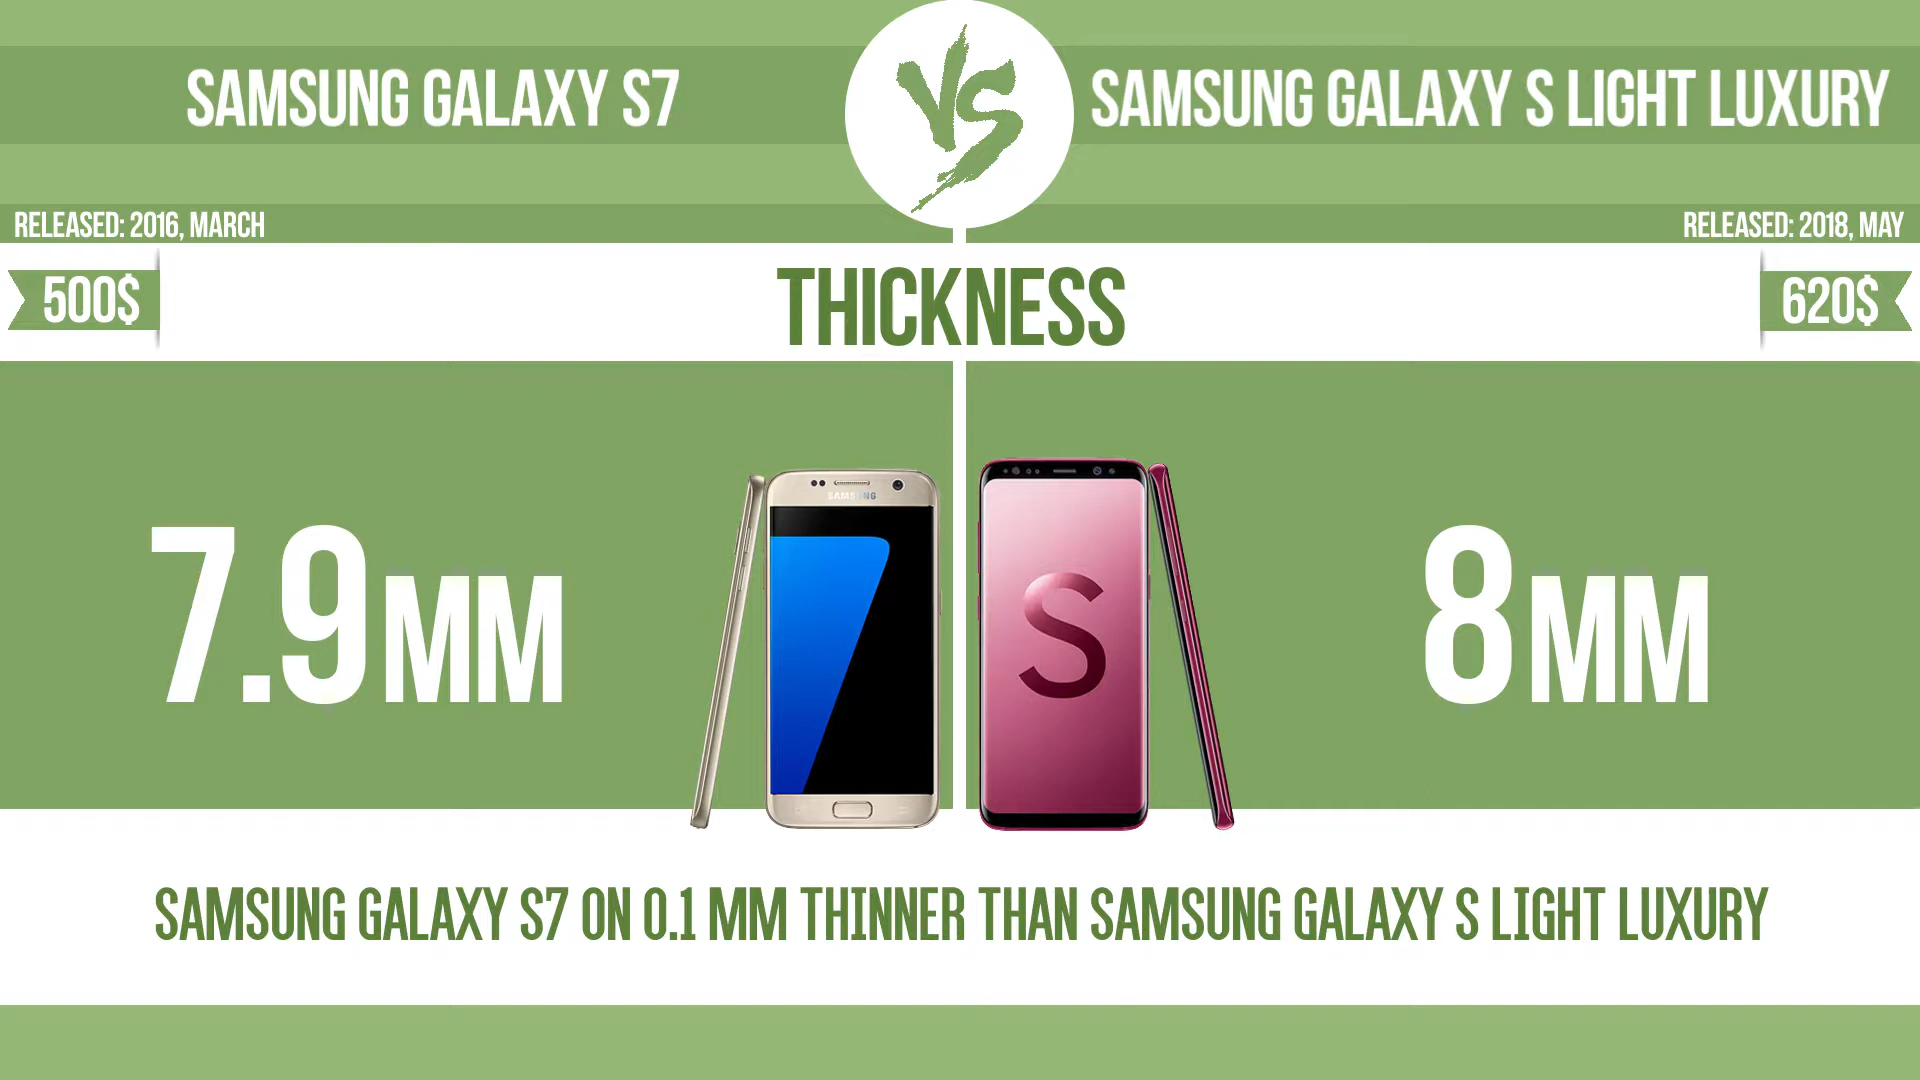 SAMSUNG GALAXY S7
VS
SAMSUNG GALAXY S LIGHT LUXURY
RELEASED: 2016, MARCH
RELEASED: 2018, MAY
500$
THICKNESS
620$
SAMSUNG
S
7.9MM
8MM
SAMSUNG GALAXY S7 ON 0.1 MM THINNER THAN SAMSUNG GALAXY S LIGHT LUXURY